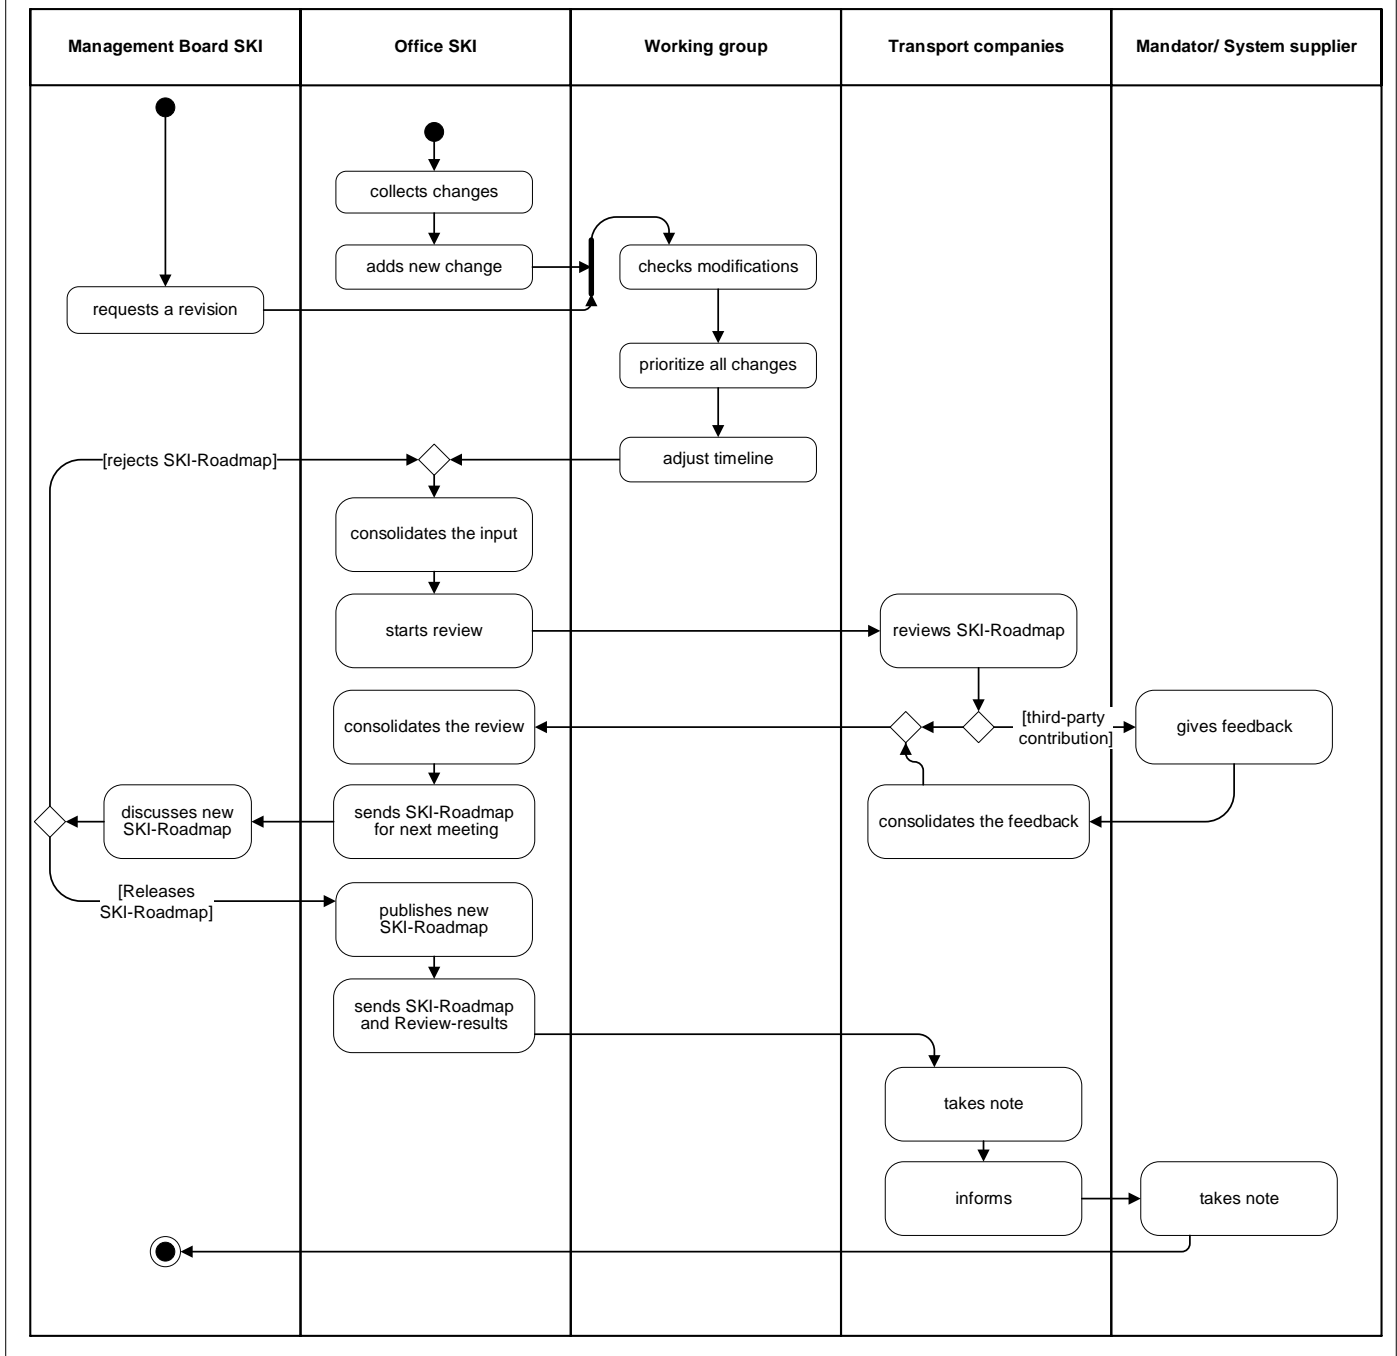 Management Board SKI
Office SKI
Working group
Transport companies
Mandator/ System supplier
collects changes
adds new change
checks modifications
requests a revision
prioritize all changes
[rejects SKI-Roadmap]
adjust timeline
consolidates the input
starts review
reviews SKI-Roadmap
consolidates the review
[third-party
contribution]
gives feedback
discusses new
SKI-Roadmap
sends SKI-Roadmap
for next meeting
consolidates the feedback
[Releases
SKI-Roadmap]
publishes new
SKI-Roadmap
sends SKI-Roadmap
and Review-results
takes note
informs
takes note